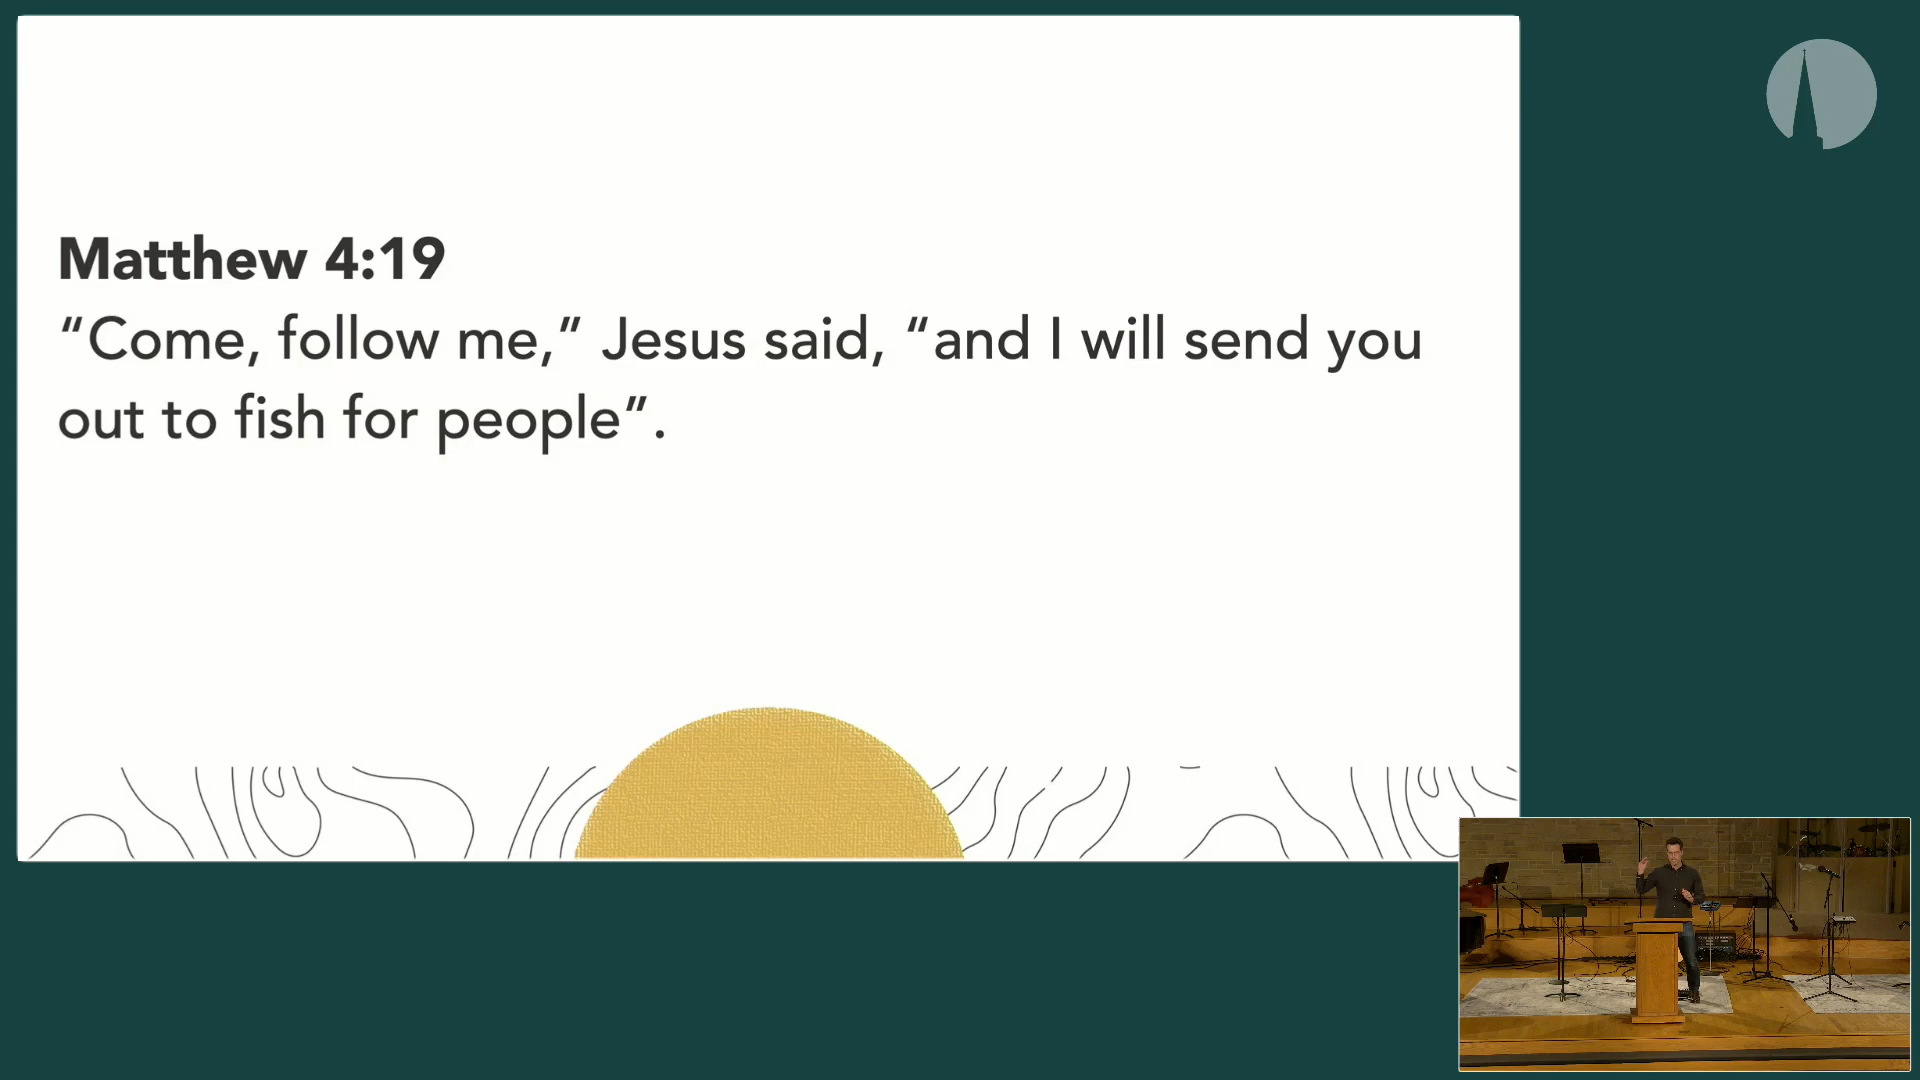 Matthew 4:19
“Come, follow me,” Jesus said, “and I will send you
out to fish for people”.